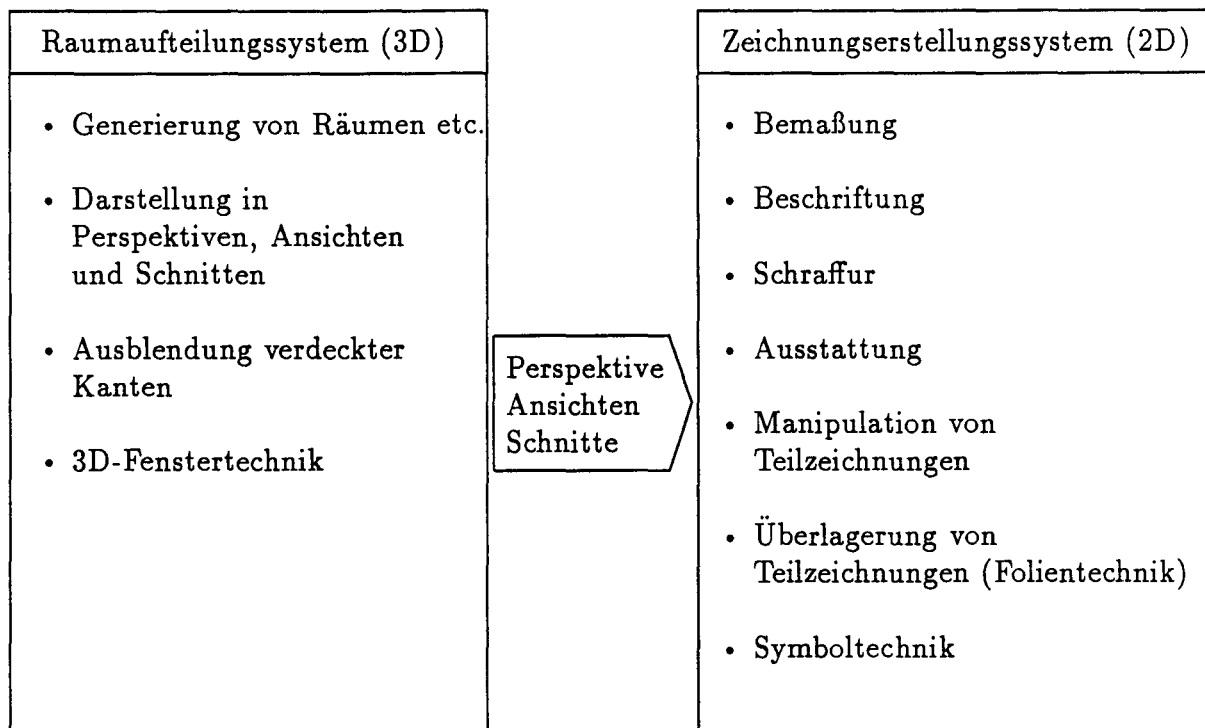 Raumaufteilungssystem (3D)
• Generierung von Räumen etc.
• Darstellung in
Perspektiven, Ansichten
und Schnitten
• Ausblendung verdeckter
Kanten
• 3D-Fenstertechnik
Perspektive
Ansichten
Schnitte
Zeichnungserstellungssystem (2D)
• Bemaßung
• Beschriftung
• Schraffur
• Ausstattung
• Manipulation von
Teilzeichnungen
• Überlagerung von
Teilzeichnungen (Folientechnik)
• Symboltechnik